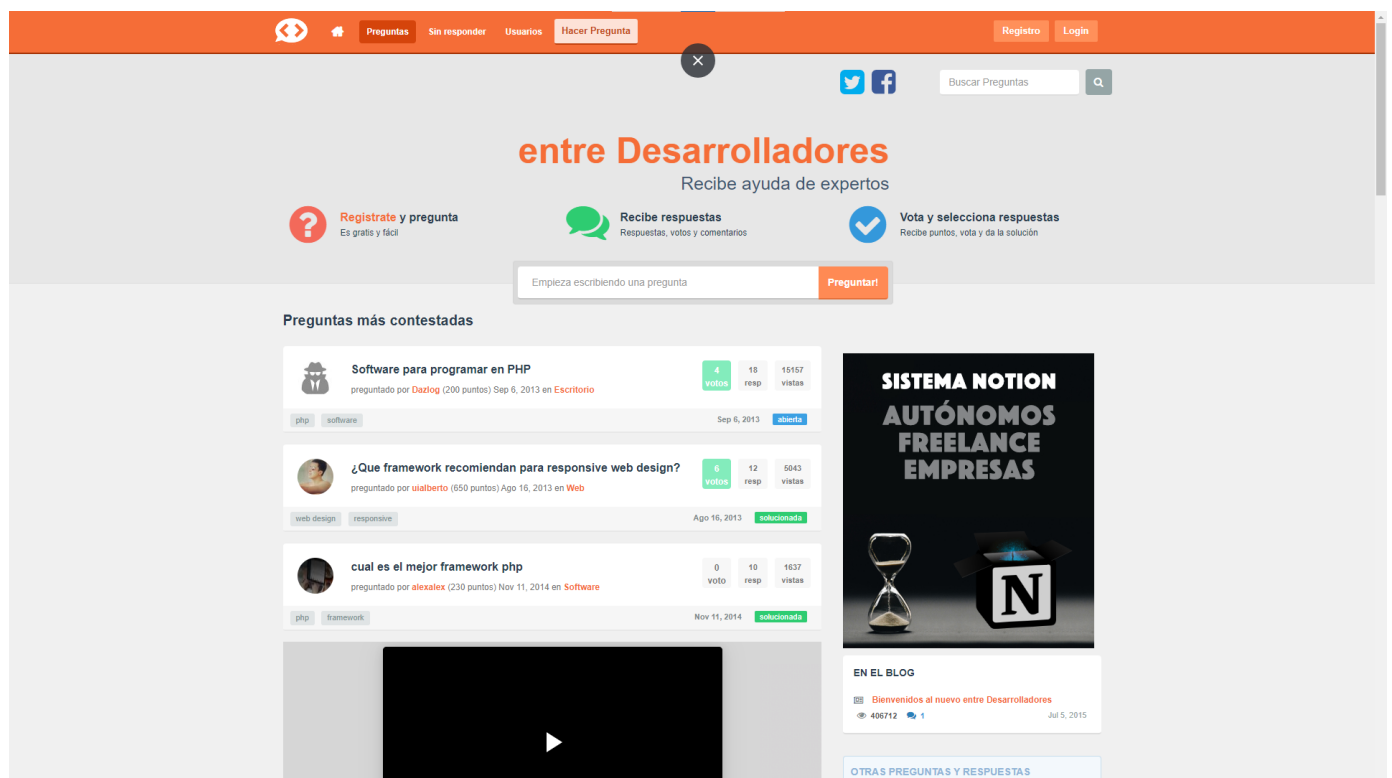 Preguntas Sin responder Usuarios Hacer Pregunta Registro Login
Buscar Preguntas
entre Desarrolladores
Recibe ayuda de expertos
Registrate y pregunta
Es gratis y fácil
Recibe respuestas
Respuestas, votos y comentarios
Vota y selecciona respuestas
Recibe puntos, vota y da la solución
Empieza escribiendo una pregunta Preguntar!
Preguntas más contestadas
Software para programar en PHP
preguntado por Dazlog (200 puntos) Sep 6, 2013 en Escritorio
4 votos
18 resp
15157 vistas
php software
Sep 6, 2013 abierta
¿Que framework recomiendan para responsive web design?
preguntado por uialberto (650 puntos) Ago 16, 2013 en Web
6 votos
12 resp
5043 vistas
web design responsive
Ago 16, 2013 solucionada
cual es el mejor framework php
preguntado por alexalex (230 puntos) Nov 11, 2014 en Software
0 voto
10 resp
1637 vistas
php framework
Nov 11, 2014 solucionada
SISTEMA NOTION
AUTÓNOMOS
FREELANCE
EMPRESAS
N
EN EL BLOG
Bienvenidos al nuevo entre Desarrolladores
406712 1 Jul 5, 2015
OTRAS PREGUNTAS Y RESPUESTAS